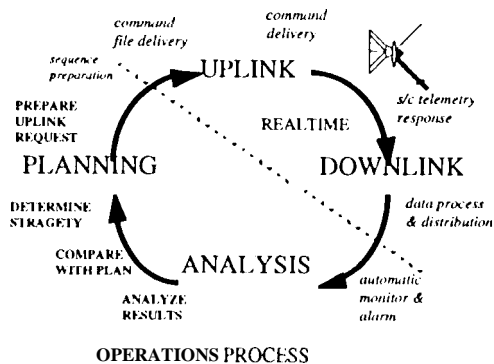 command
file delivery
command
delivery
sequence
preparation
UPLINK
s/c telemetry
response
PREPARE
UPLINK
REQUEST
REALTIME
PLANNING
DOWNLINK
DETERMINE
STRAGETY
data process
& distribution
COMPARE
WITH PLAN
ANALYSIS
ANALYZE
RESULTS
automatic
monitor &
alarm
OPERATIONS PROCESS